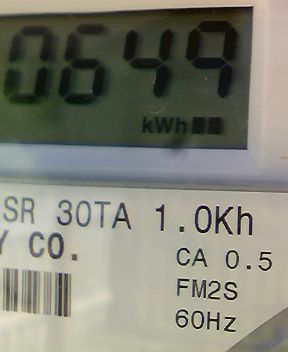 0649
kWh
SR 30TA 1.0Kh
Y CO.
CA 0.5
FM2S
60Hz